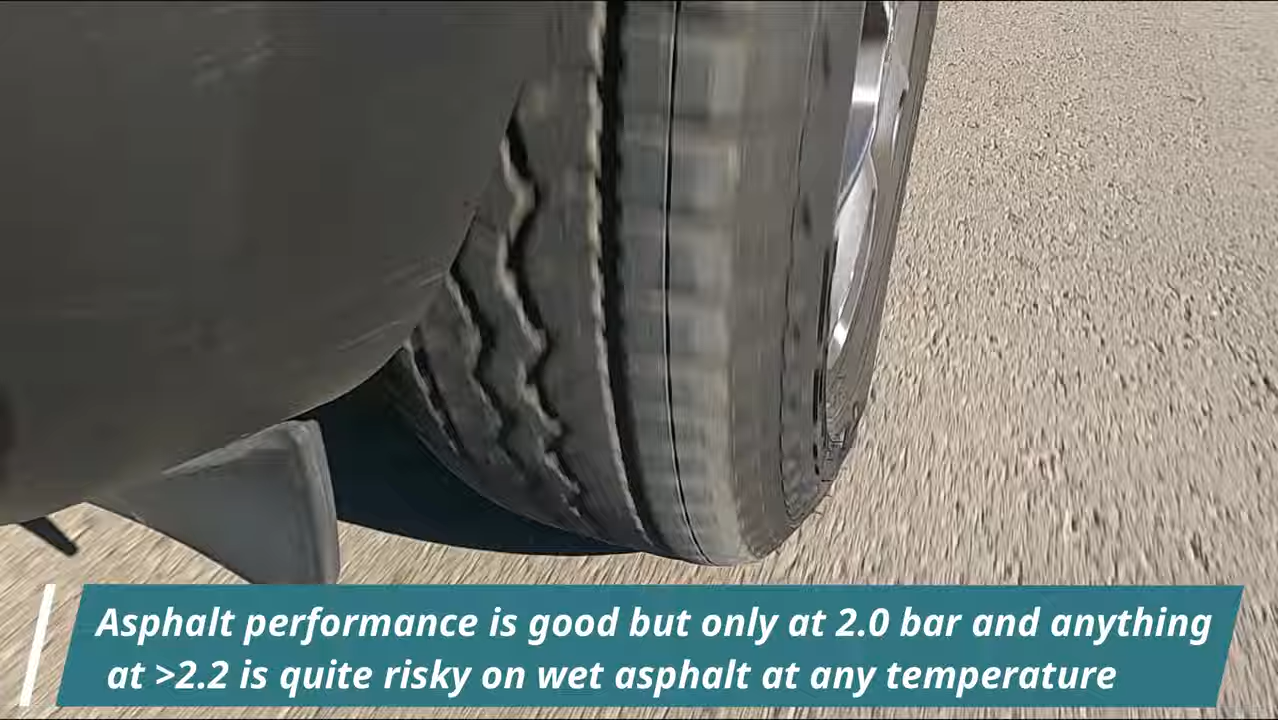 Asphalt performance is good but only at 2.0 bar and anything
at >2.2 is quite risky on wet asphalt at any temperature